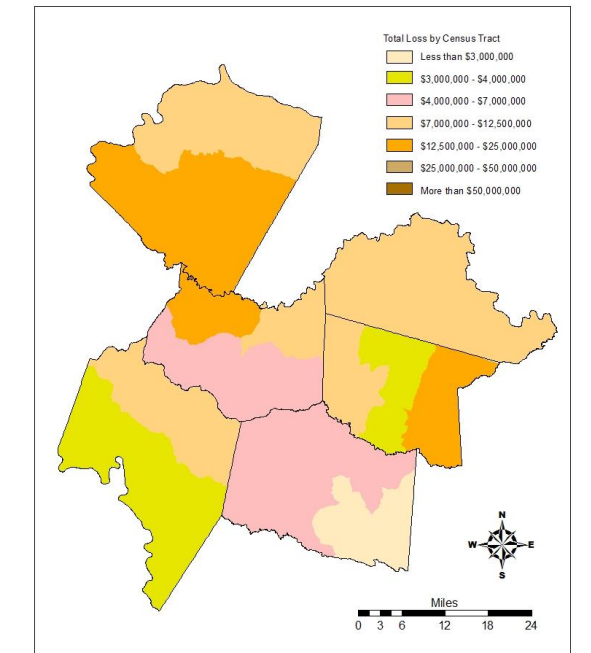 Total Loss by Census Tract
Less than $3,000,000
$3,000,000 - $4,000,000
$4,000,000 - $7,000,000
$7,000,000 - $12,500,000
$12,500,000 - $25,000,000
$25,000,000 - $50,000,000
More than $50,000,000
N
W E
S
Miles
0 3 6 12 18 24